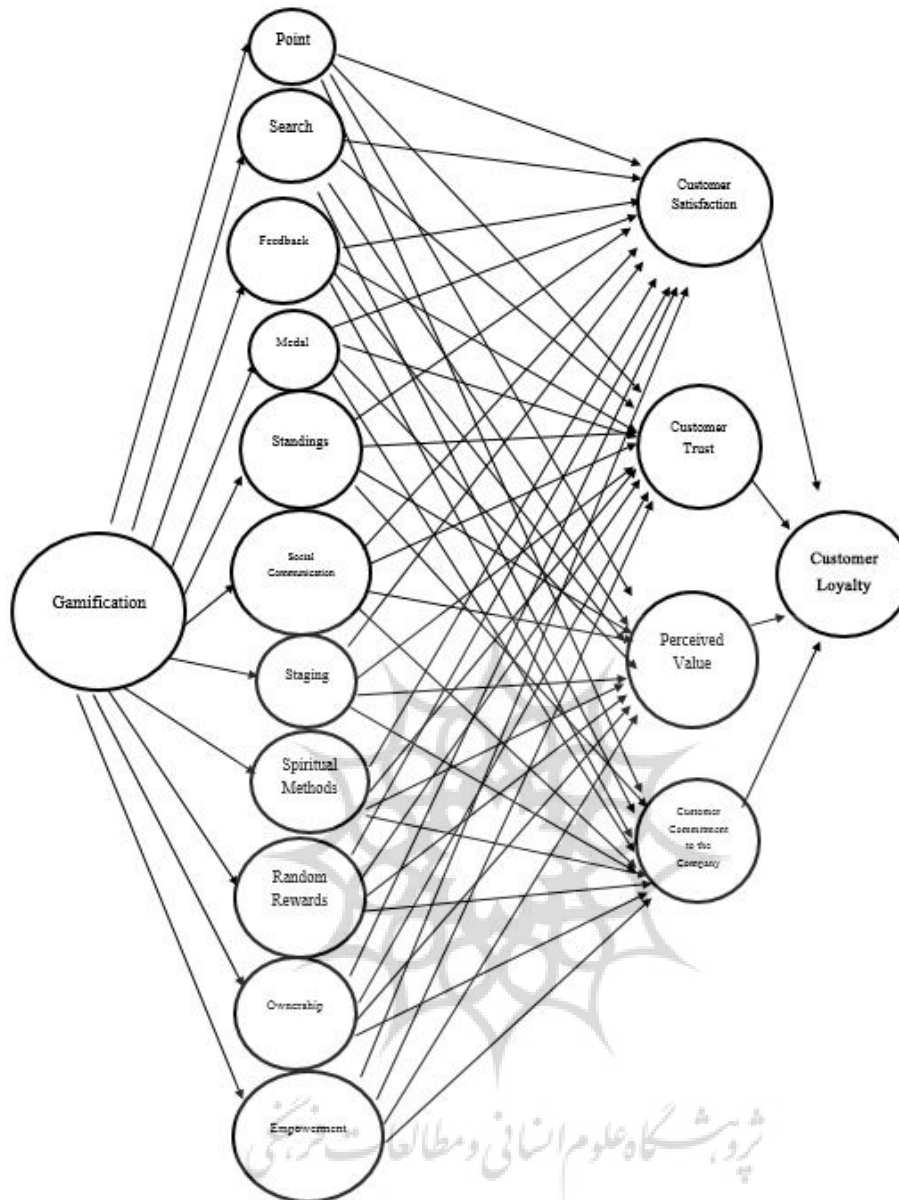 Point
Search
Feedback
Medal
Standings
Social
Communication
Gamification
Staging
Spiritual
Methods
Random
Rewards
Ownership
Empowerment
Customer
Satisfaction
Customer
Trust
Perceived
Value
Customer
Commitment
to the
Company
Customer
Loyalty
پژوهشگاه علوم انسانی و مطالعات فرهنگی